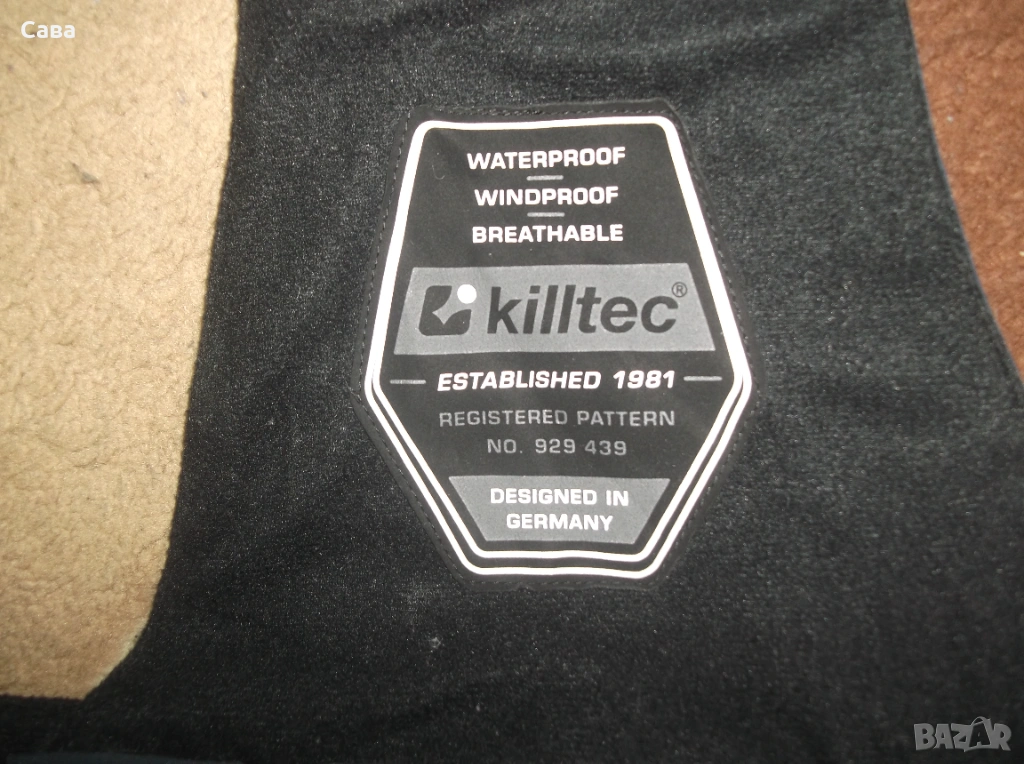 Сава
WATERPROOF
WINDPROOF
BREATHABLE
killtec®
ESTABLISHED 1981
REGISTERED PATTERN
NO. 929 439
DESIGNED IN
GERMANY
BAZAR